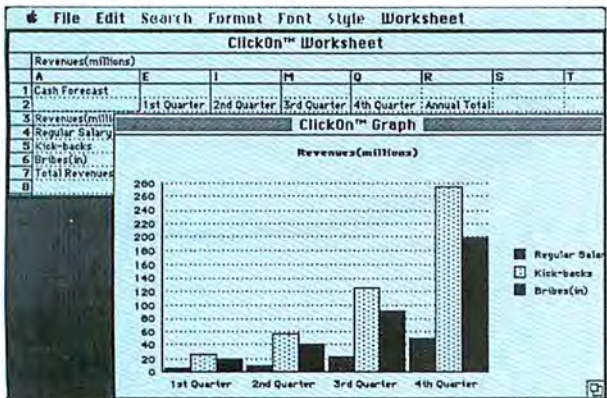 File Edit Search Format Font Style Worksheet
ClickOn™ Worksheet
Revenues(millions)
A E I M Q R S T
1 Cash Forecast
2 1st Quarter 2nd Quarter 3rd Quarter 4th Quarter Annual Total
3 Revenues(milli
4 Regular Salary
5 Kick-backs
6 Bribes(in)
7 Total Revenues
8
ClickOn™ Graph
Revenues(millions)
280
260
240
220
200
180
160
140
120
100
80
60
40
20
0
Regular Salar
Kick-backs
Bribes(in)
1st Quarter 2nd Quarter 3rd Quarter 4th Quarter